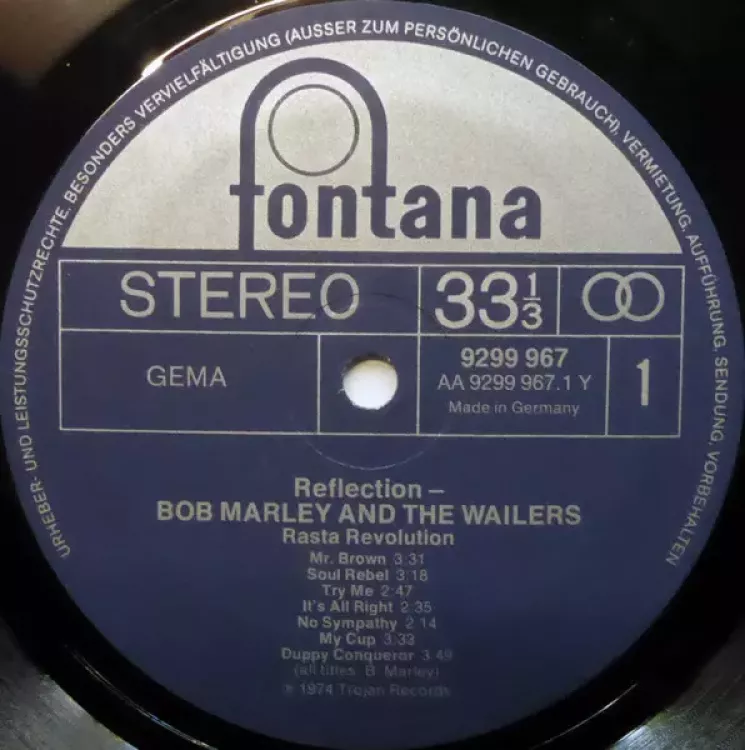 URHEBER- UND LEISTUNGSSCHUTZRECHTE, BESONDERS VERVIELFÄLTIGUNG (AUSSER ZUM PERSÖNLICHEN GEBRAUCH), VERMIETUNG, AUFFÜHRUNG, SENDUNG, VORBEHALTEN
fontana
STEREO 33 1/3
GEMA
9299 967
AA 9299 967.1 Y
Made in Germany
1
Reflection –
BOB MARLEY AND THE WAILERS
Rasta Revolution
Mr. Brown 3:31
Soul Rebel 3:18
Try Me 2:47
It's All Right 2:35
No Sympathy 2:14
My Cup 3:33
Duppy Conqueror 3:49
(all titles: B. Marley)
℗ 1974 Trojan Records